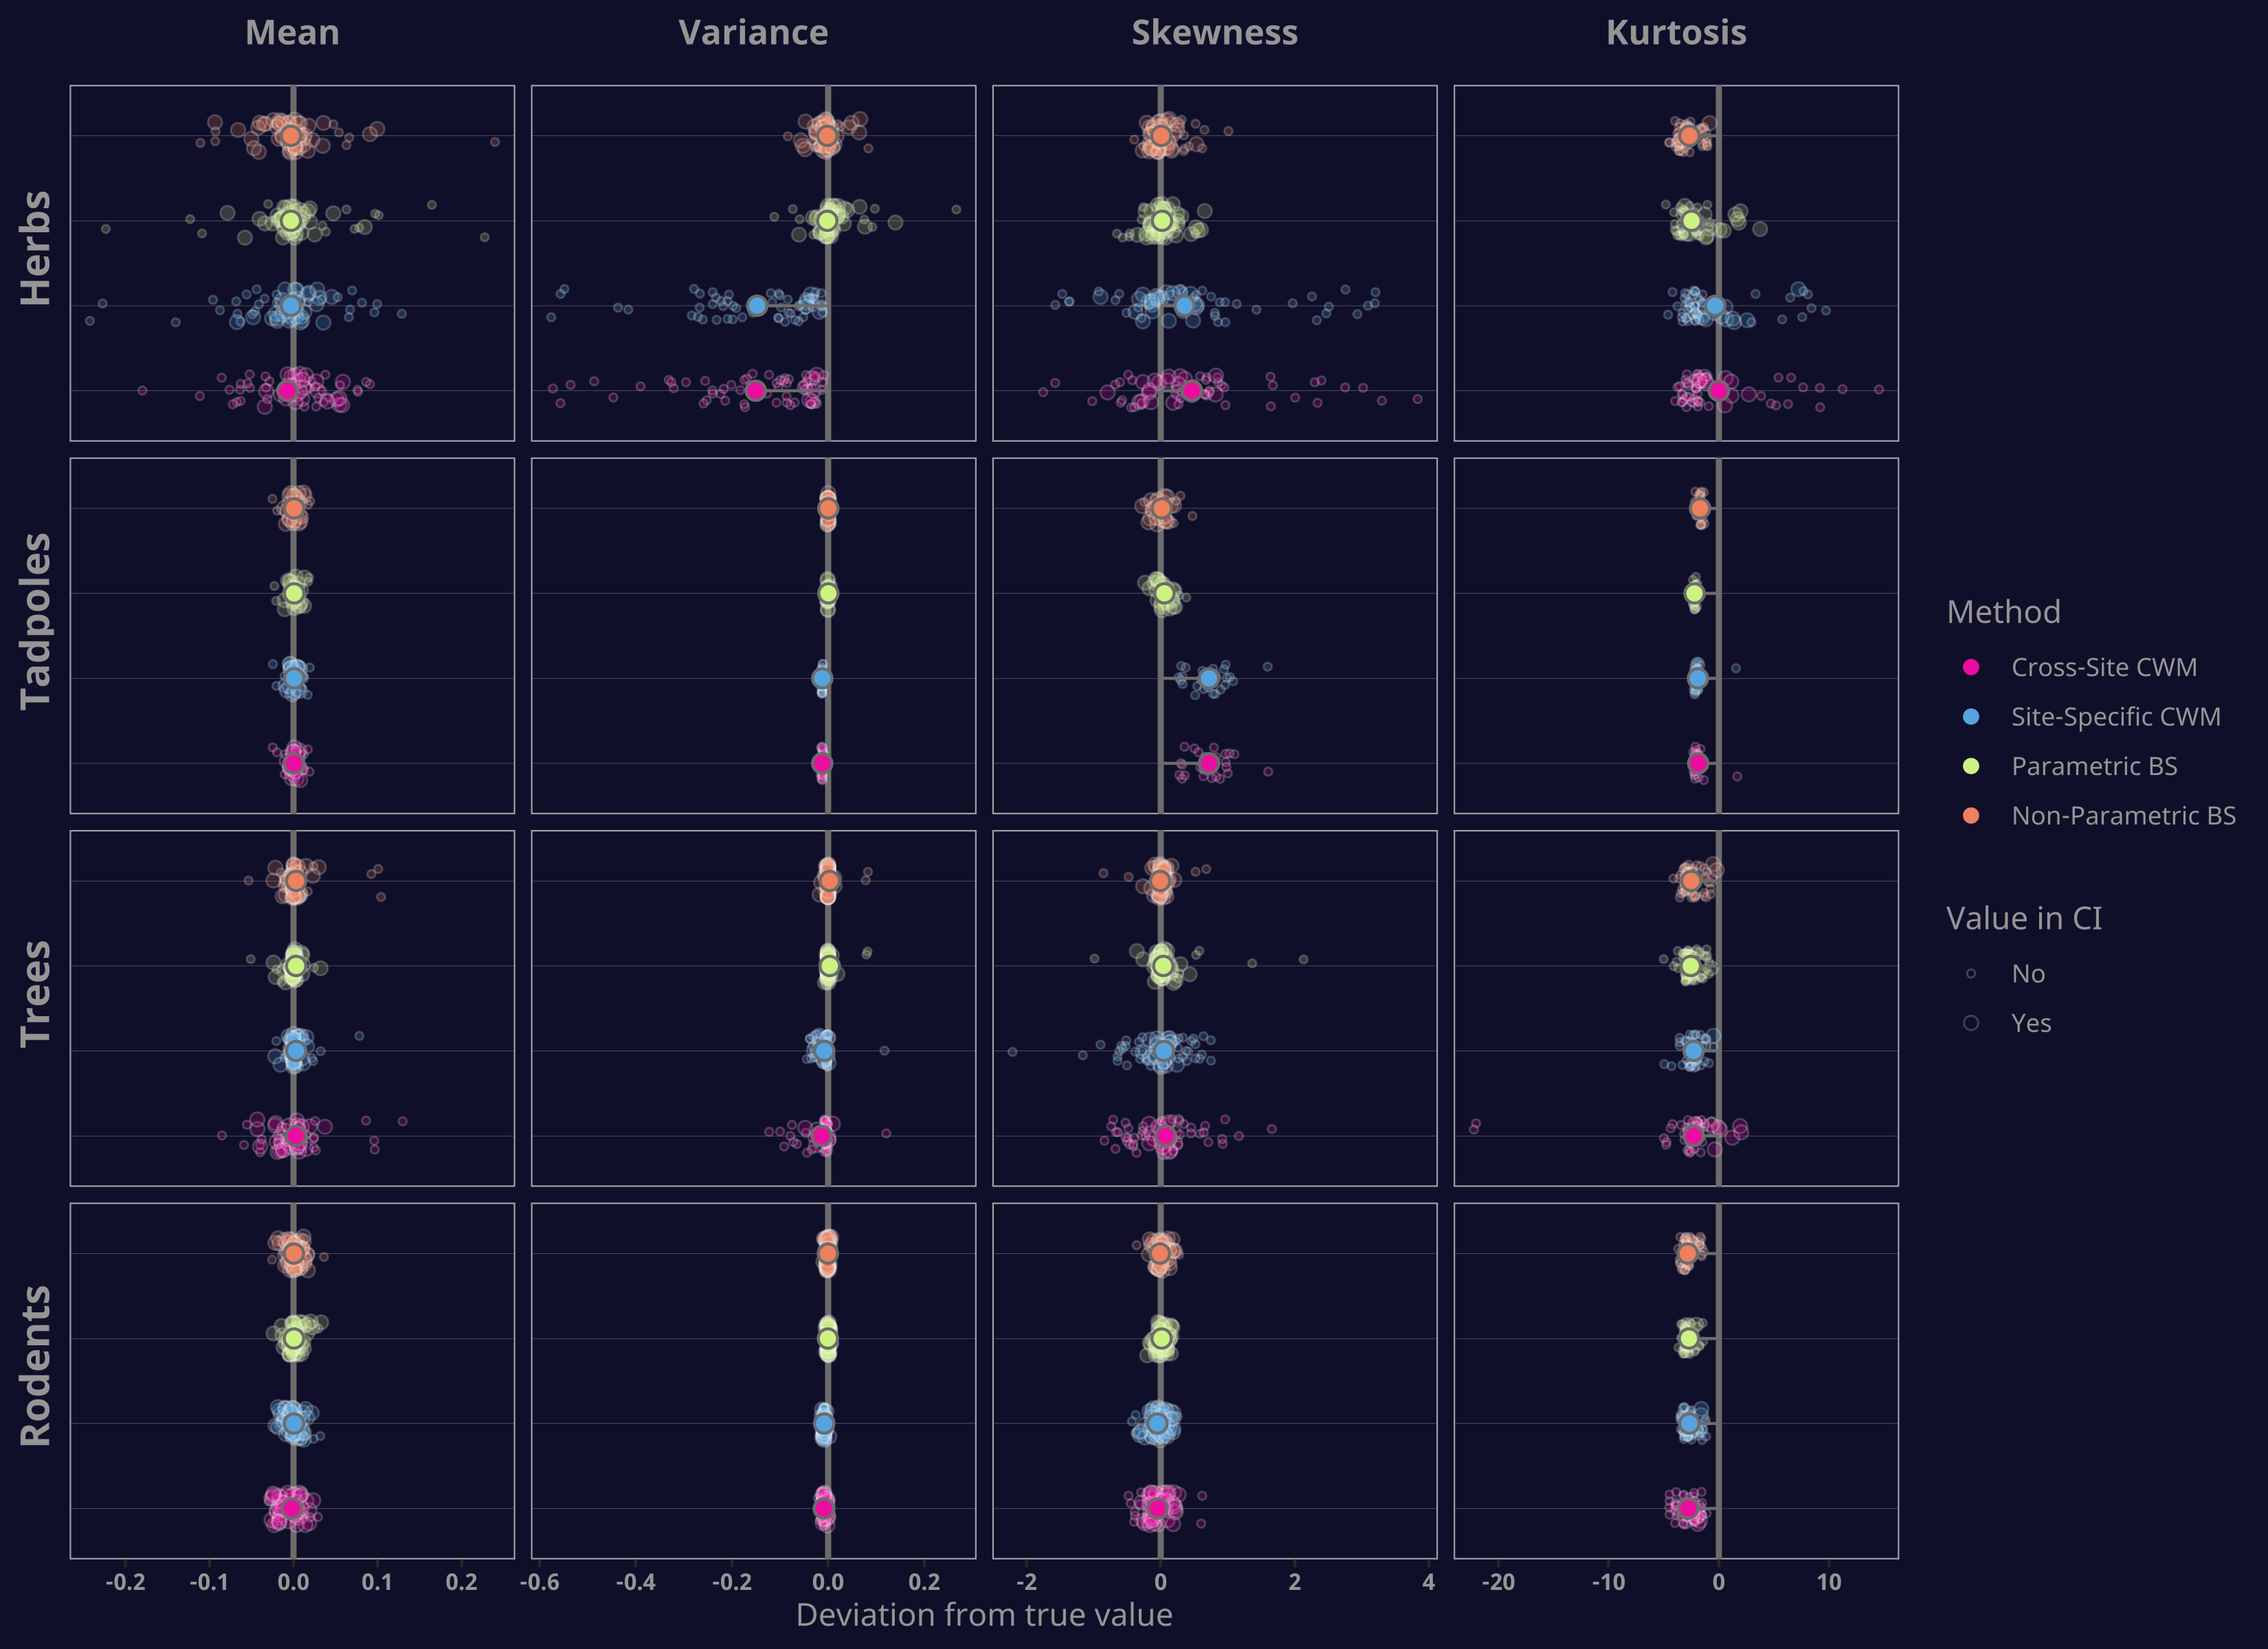 Mean Variance Skewness Kurtosis
Herbs
Tadpoles
Trees
Rodents
-0.2 -0.1 0.0 0.1 0.2 -0.6 -0.4 -0.2 0.0 0.2 -2 0 2 4 -20 -10 0 10
Deviation from true value
Method
Cross-Site CWM
Site-Specific CWM
Parametric BS
Non-Parametric BS
Value in CI
No
Yes